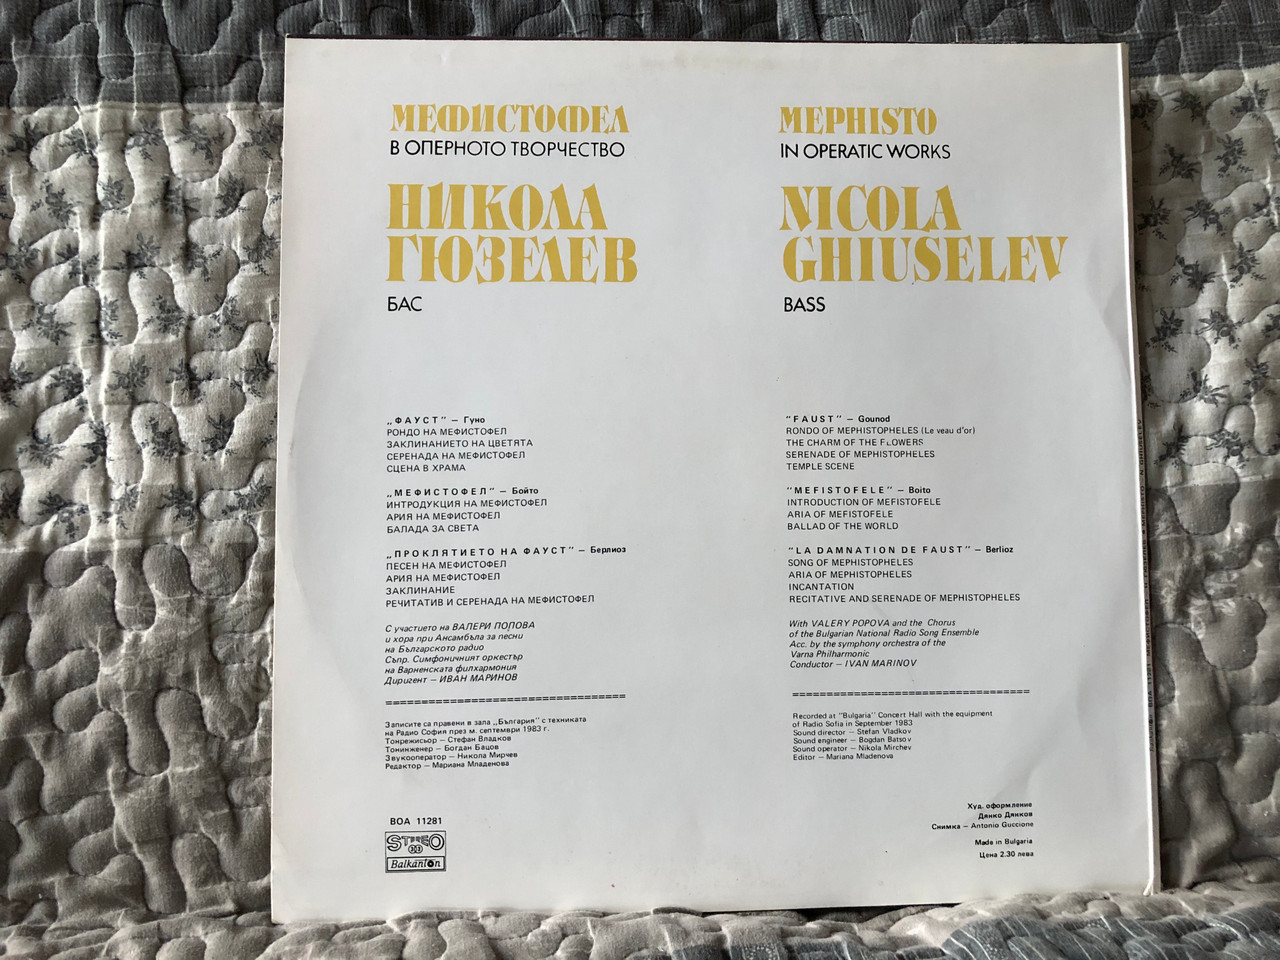 МЕФИСТОФЕЛ
В ОПЕРНОТО ТВОРЧЕСТВО
НИКОЛА
ГЮЗЕЛЕВ
БАС
„ФАУСТ" – Гуно
РОНДО НА МЕФИСТОФЕЛ
ЗАКЛИНАНИЕТО НА ЦВЕТЯТА
СЕРЕНАДА НА МЕФИСТОФЕЛ
СЦЕНА В ХРАМА
„МЕФИСТОФЕЛ" – Бойто
ИНТРОДУКЦИЯ НА МЕФИСТОФЕЛ
АРИЯ НА МЕФИСТОФЕЛ
БАЛАДА ЗА СВЕТА
„ПРОКЛЯТИЕТО НА ФАУСТ" – Берлиоз
ПЕСЕН НА МЕФИСТОФЕЛ
АРИЯ НА МЕФИСТОФЕЛ
ЗАКЛИНАНИЕ
РЕЧИТАТИВ И СЕРЕНАДА НА МЕФИСТОФЕЛ
С участието на ВАЛЕРИ ПОПОВА
и хора при Ансамбъла за песни
на Българското радио
Съпр. Симфоничният оркестър
на Варненската филхармония
Диригент – ИВАН МАРИНОВ
Записите са правени в зала „България" с техниката
на Радио София през м. септември 1983 г.
Тонрежисьор – Стефан Владков
Тонинженер – Богдан Бацов
Звукооператор – Никола Мирчев
Редактор – Мариана Младенова
ВОА 11281
STEREO
33
Balkanton
MEPHISTO
IN OPERATIC WORKS
NICOLA
GHIUSELEV
BASS
"FAUST" – Gounod
RONDO OF MEPHISTOPHELES (Le veau d'or)
THE CHARM OF THE FLOWERS
SERENADE OF MEPHISTOPHELES
TEMPLE SCENE
"MEFISTOFELE" – Boito
INTRODUCTION OF MEFISTOFELE
ARIA OF MEFISTOFELE
BALLAD OF THE WORLD
"LA DAMNATION DE FAUST" – Berlioz
SONG OF MEPHISTOPHELES
ARIA OF MEPHISTOPHELES
INCANTATION
RECITATIVE AND SERENADE OF MEPHISTOPHELES
With VALERY POPOVA and the Chorus
of the Bulgarian National Radio Song Ensemble
Acc. by the symphony orchestra of the
Varna Philharmonic
Conductor – IVAN MARINOV
Recorded at "Bulgaria" Concert Hall with the equipment
of Radio Sofia in September 1983
Sound director – Stefan Vladkov
Sound engineer – Bogdan Batsov
Sound operator – Nikola Mirchev
Editor – Mariana Mladenova
Худ. оформление
Дянко Дянков
Снимка – Antonio Guccione
Made in Bulgaria
Цена 2.30 лева